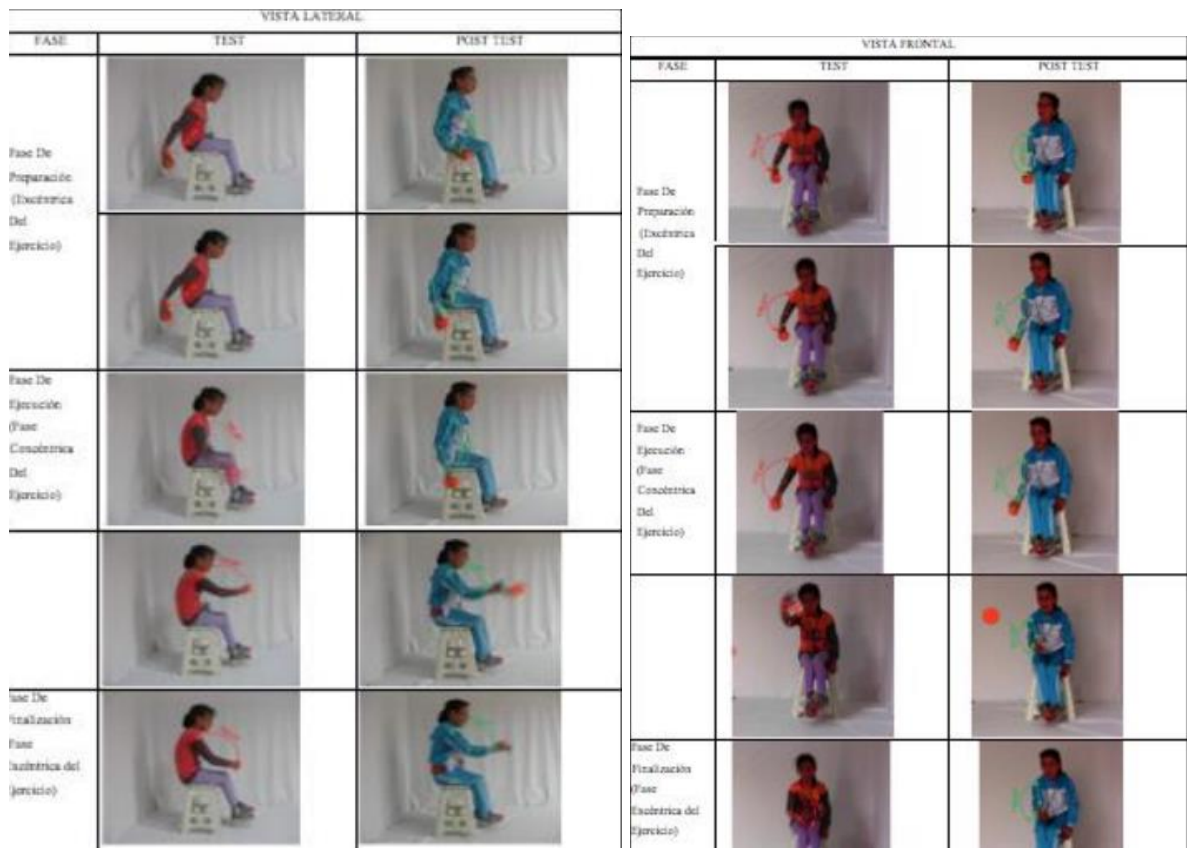 VISTA LATERAL
FASE TEST POST TEST
Fase De
Preparación
(Excéntrica
Del
Ejercicio)
Fase De
Ejecución
(Fase
Concéntrica
Del
Ejercicio)
Fase De
Finalización
Fase
Excéntrica del
Ejercicio)
VISTA FRONTAL
FASE TEST POST TEST
Fase De
Preparación
(Excéntrica
Del
Ejercicio)
Fase De
Ejecución
(Fase
Concéntrica
Del
Ejercicio)
Fase De
Finalización
(Fase
Excéntrica del
Ejercicio)